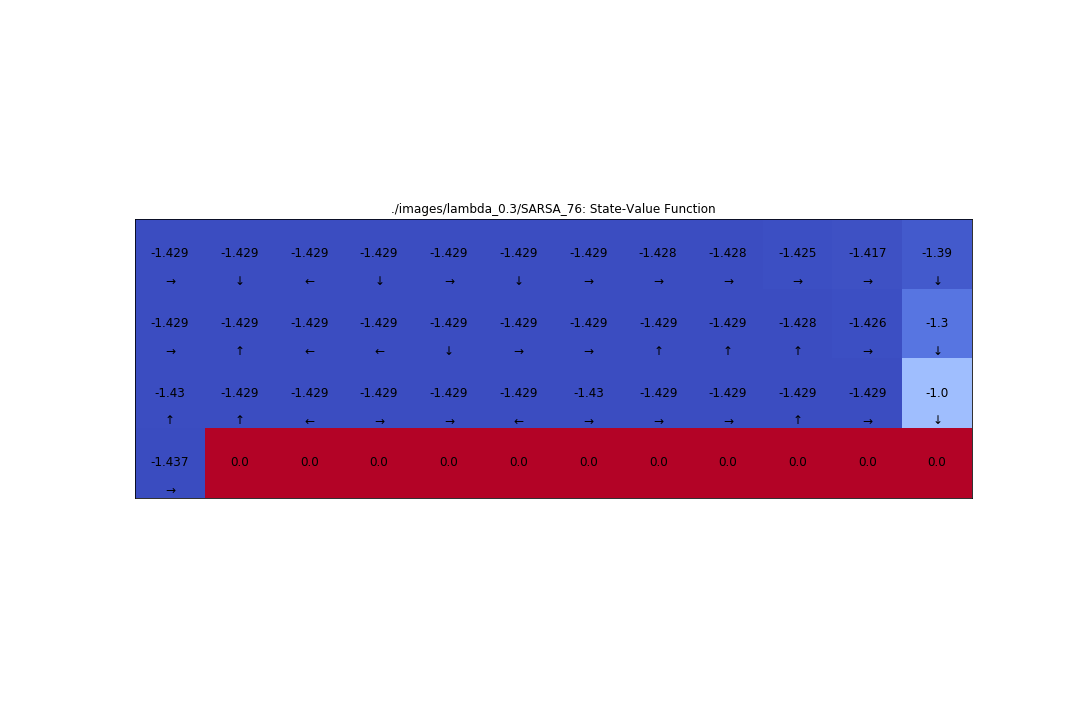 ./images/lambda_0.3/SARSA_76: State-Value Function
-1.429 -1.429 -1.429 -1.429 -1.429 -1.429 -1.429 -1.428 -1.428 -1.425 -1.417 -1.39
→ ↓ ← ↓ → ↓ → → → → → ↓
-1.429 -1.429 -1.429 -1.429 -1.429 -1.429 -1.429 -1.429 -1.429 -1.428 -1.426 -1.3
→ ↑ ← ← ↓ → → ↑ ↑ ↑ → ↓
-1.43 -1.429 -1.429 -1.429 -1.429 -1.429 -1.43 -1.429 -1.429 -1.429 -1.429 -1.0
↑ ↑ ← → → ← → → → ↑ → ↓
-1.437 0.0 0.0 0.0 0.0 0.0 0.0 0.0 0.0 0.0 0.0 0.0
→